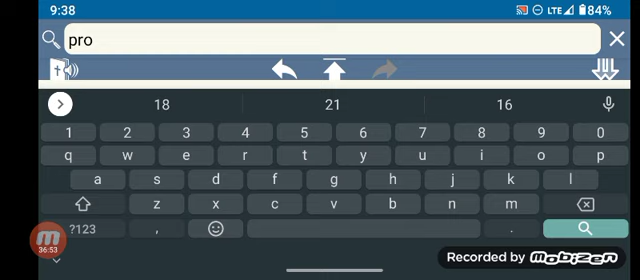 9:38 LTE 84%
pro
18 21 16
1 2 3 4 5 6 7 8 9 0
q w e r t y u i o p
a s d f g h j k l
z x c v b n m
?123 , .
36:53
Recorded by Mobizen